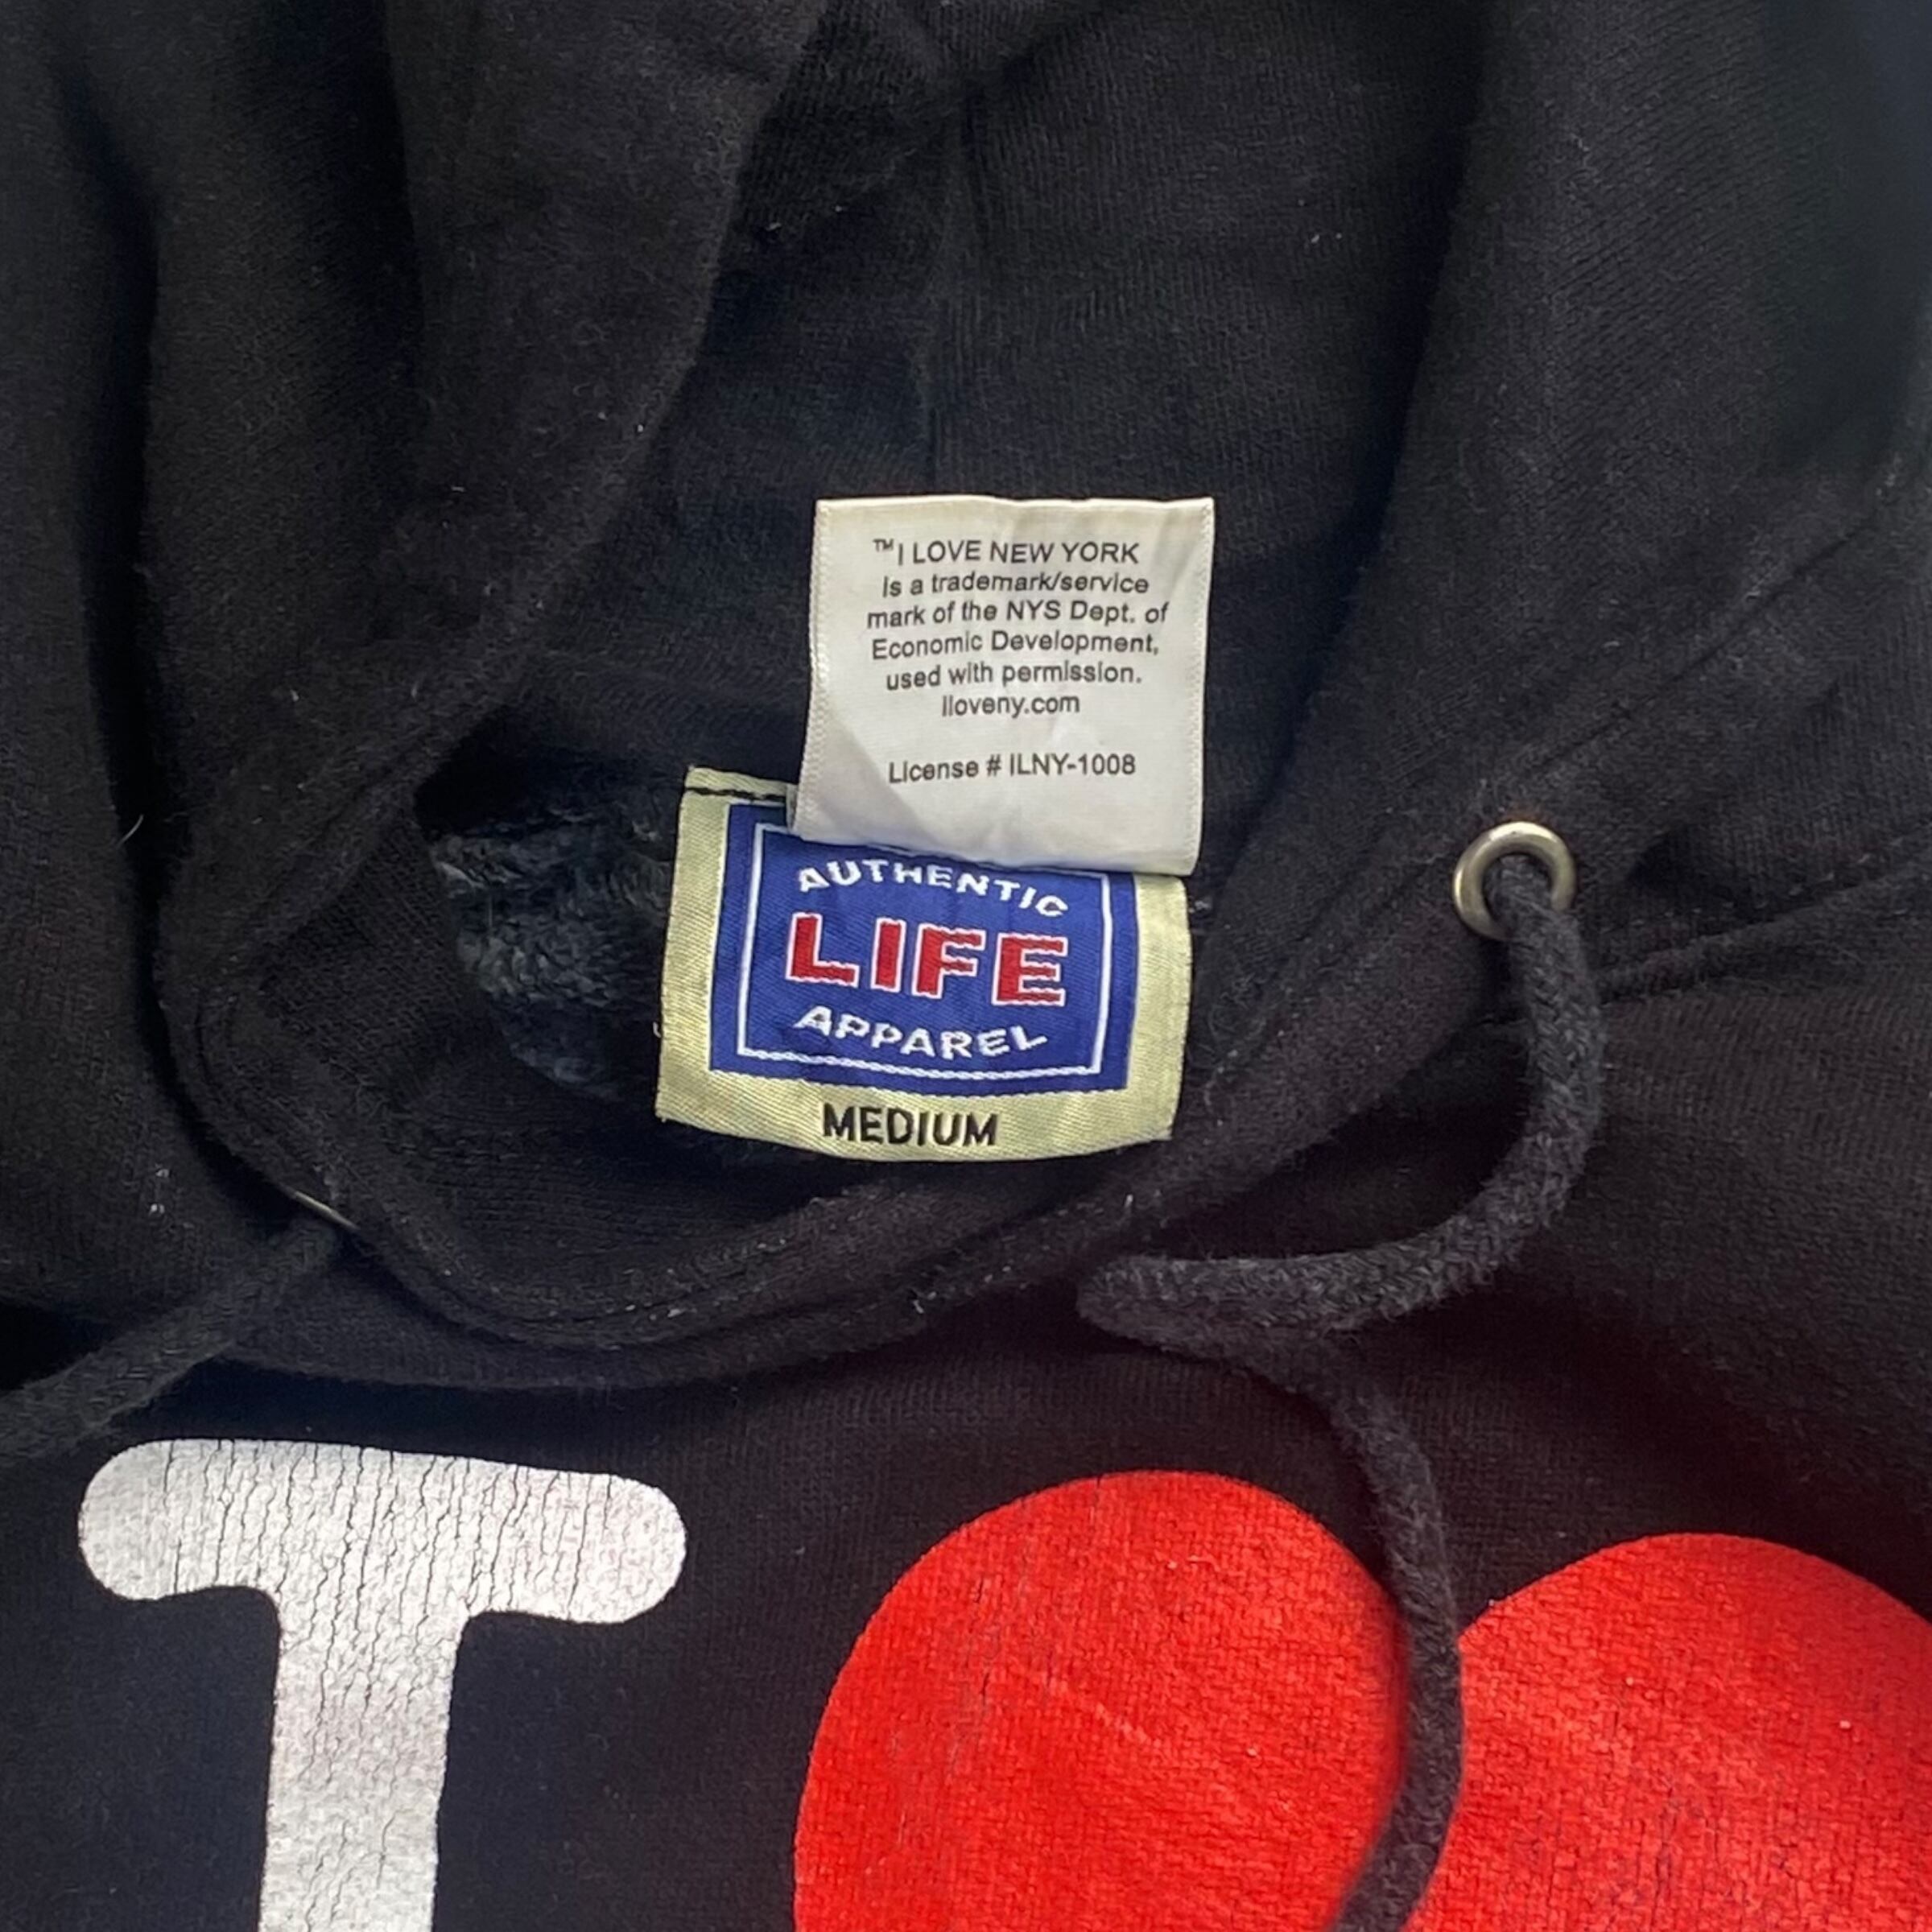 ™I LOVE NEW YORK
is a trademark/service
mark of the NYS Dept. of
Economic Development,
used with permission.
iloveny.com
License # ILNY-1008
AUTHENTIC
LIFE
APPAREL
MEDIUM
I